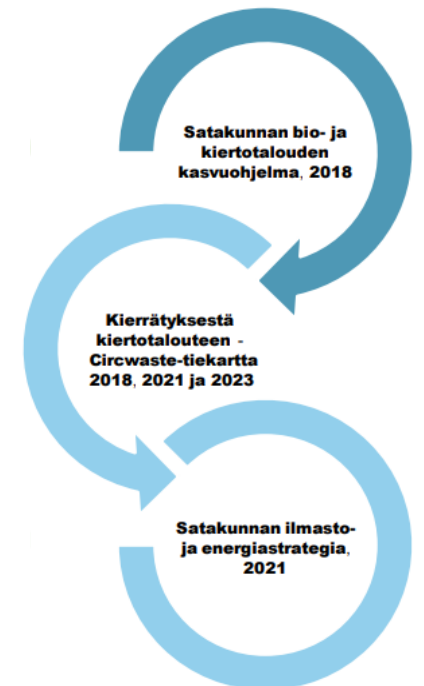 Satakunnan bio- ja
kiertotalouden
kasvuohjelma, 2018
Kierrätyksestä
kiertotalouteen -
Circwaste-tiekartta
2018, 2021 ja 2023
Satakunnan ilmasto-
ja energiastrategia,
2021